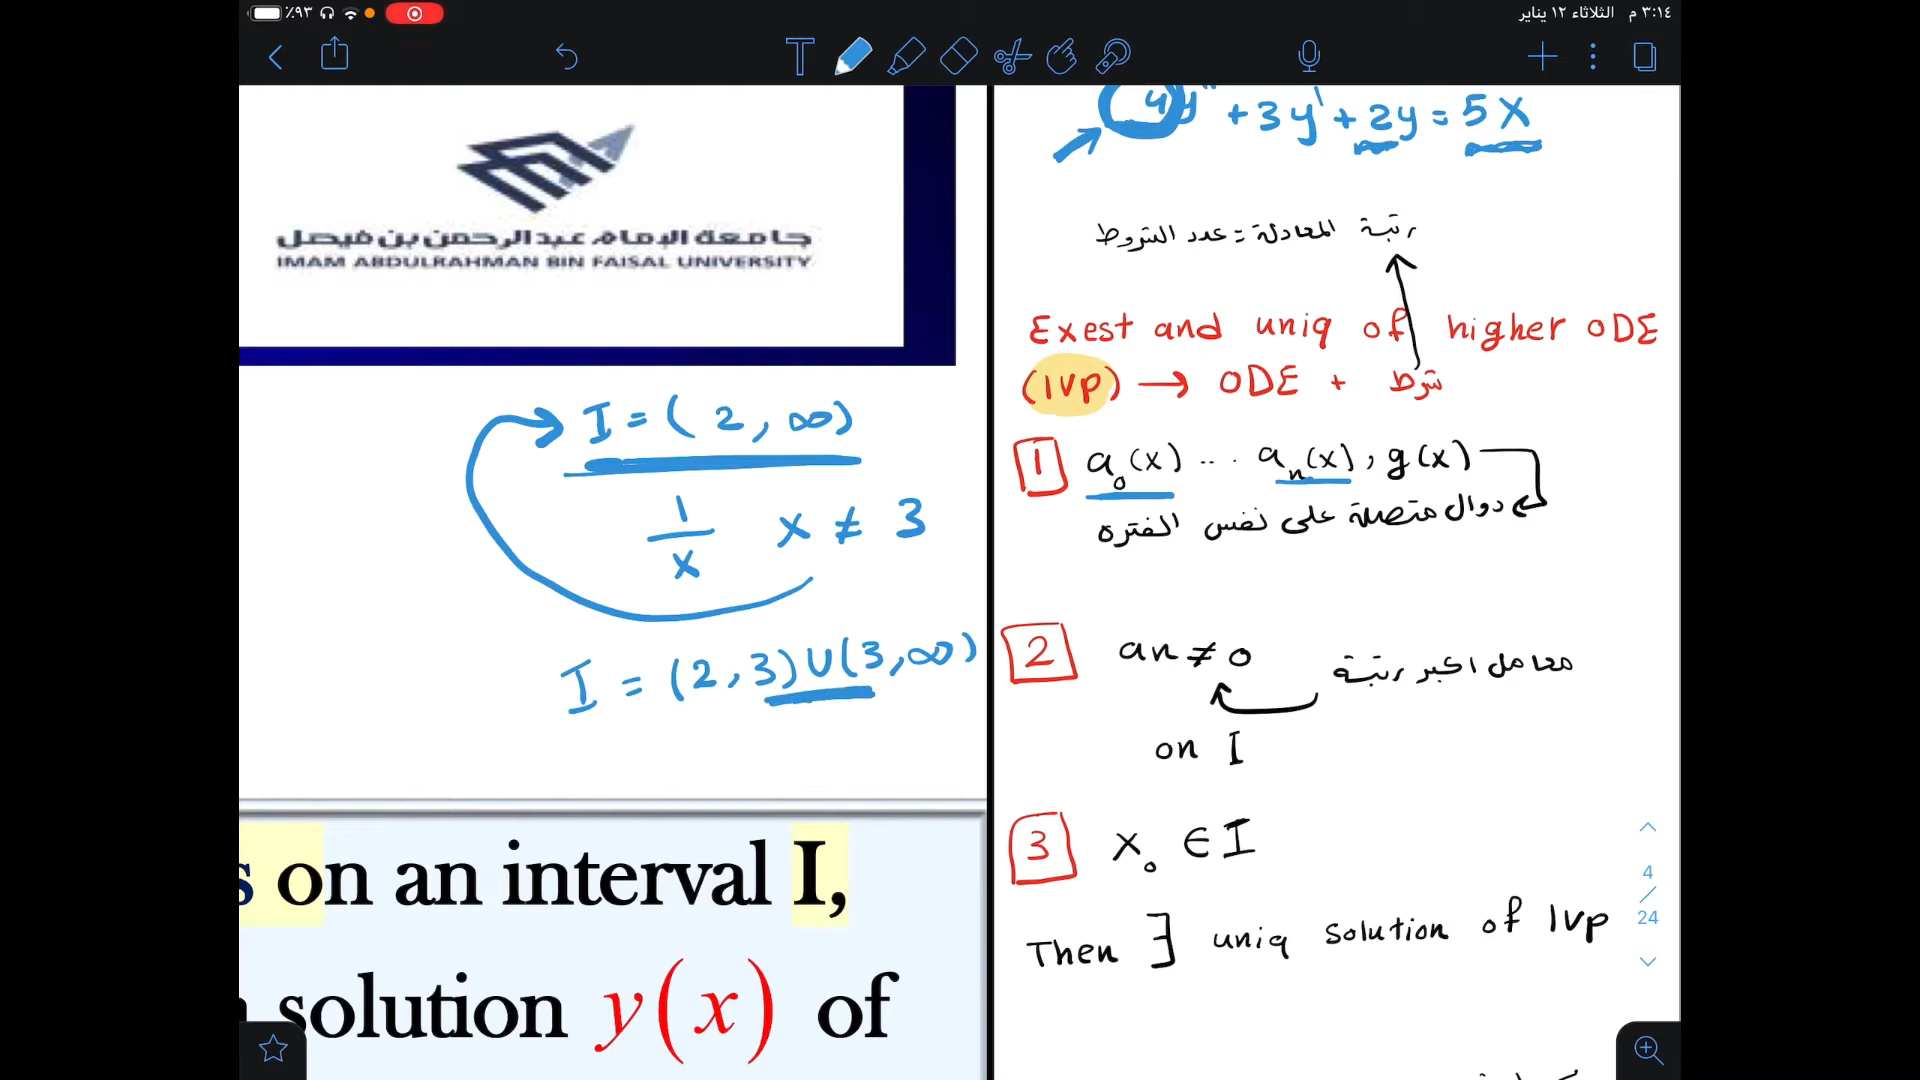 ٪٩٣
٣:١٤ م الثلاثاء ١٢ يناير
جامعة الإمام عبدالرحمن بن فيصل
IMAM ABDULRAHMAN BIN FAISAL UNIVERSITY
I = ( 2 , ∞ )
1/x x ≠ 3
I = (2,3)∪(3,∞)
s on an interval I,
solution y(x) of
4y'' + 3y' + 2y = 5X
رتبة المعادلة = عدد الشروط
Exest and uniq of higher ODE
(IVP) → ODE + شرط
1 a₀(x) ... aₙ(x), g(x)
دوال متصلة على نفس الفتره
2 an ≠ 0 معامل اكبر رتبة
on I
3 x₀ ∈ I
Then ∃ uniq solution of IVP
4
/
24